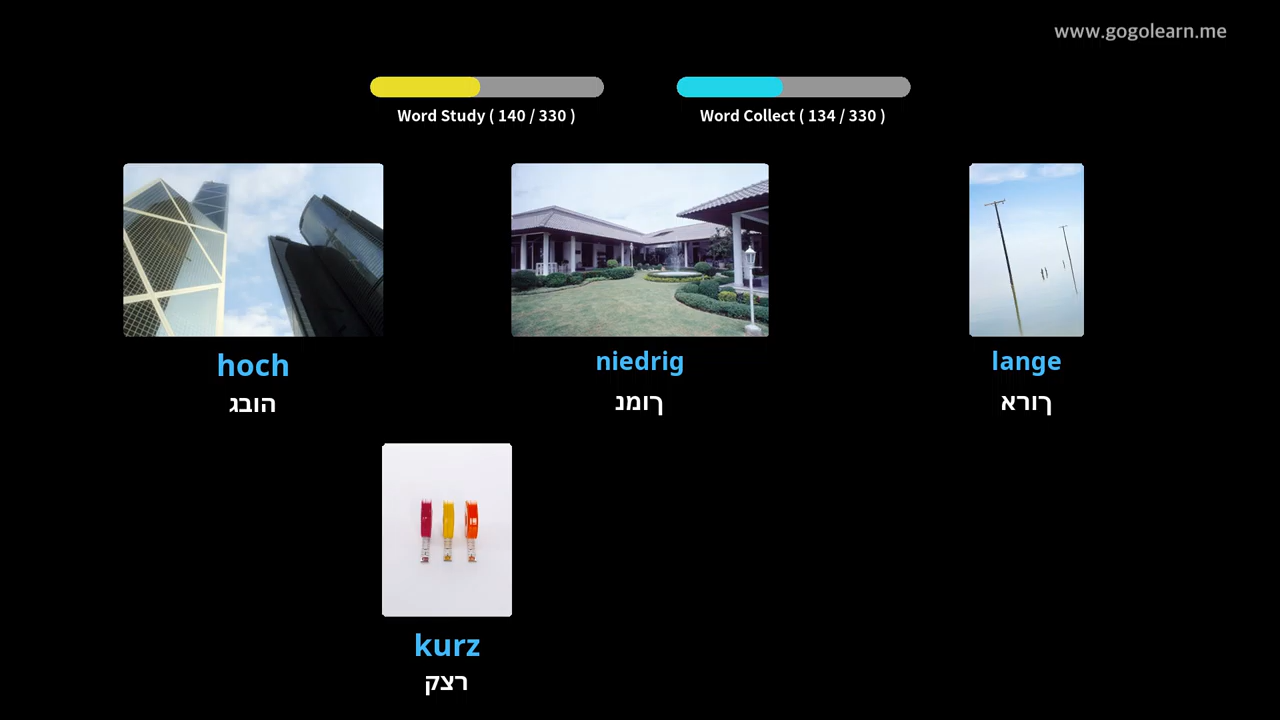 www.gogolearn.me
Word Study ( 140 / 330 )
Word Collect ( 134 / 330 )
hoch
הובג
niedrig
ךומנ
lange
ךורא
kurz
רצק